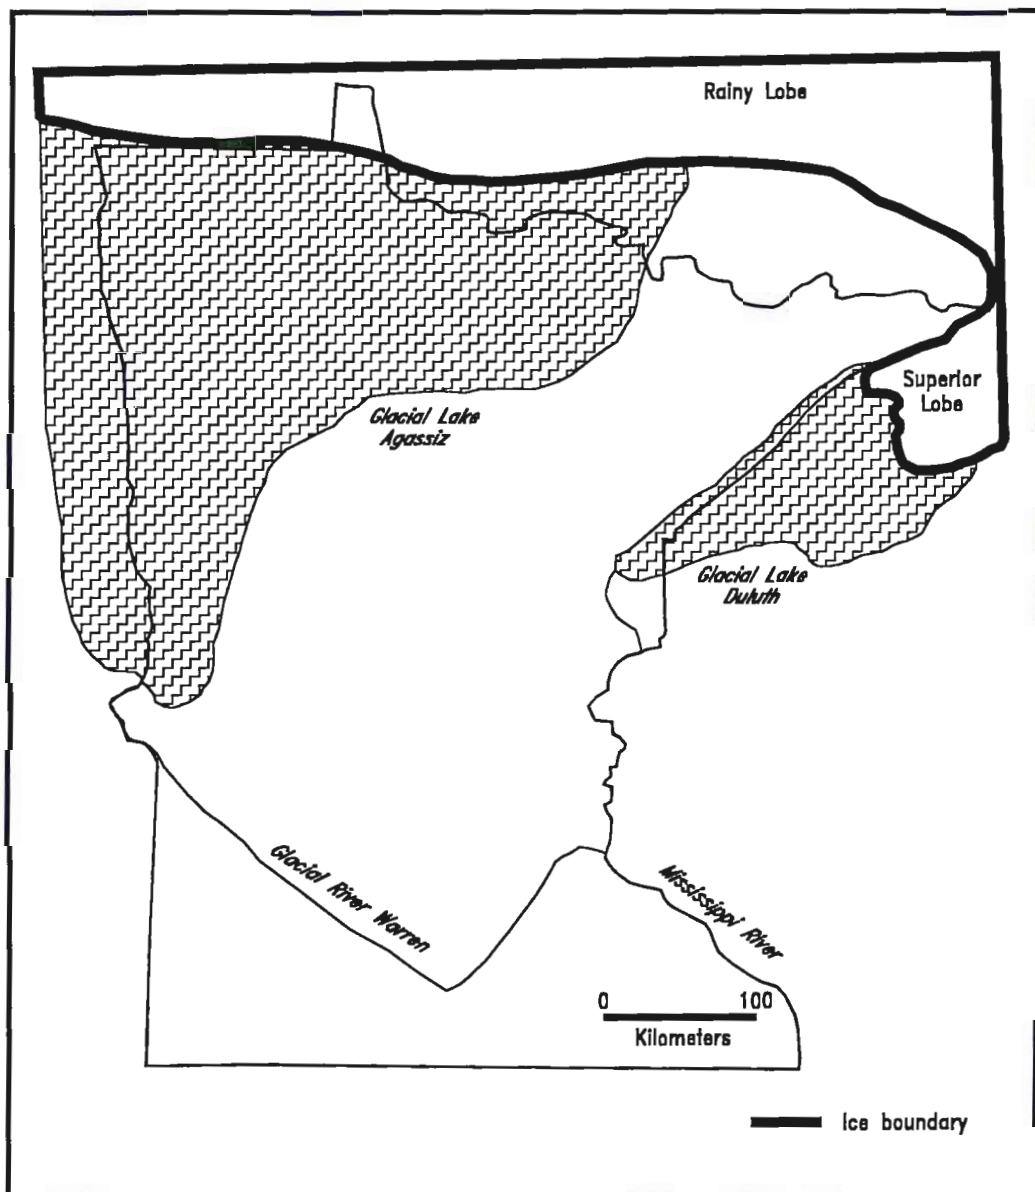 Rainy Lobe
Superior
Lobe
Glacial Lake
Agassiz
Glacial Lake
Duluth
Glacial River Warren
Mississippi River
0 100
Kilometers
Ice boundary